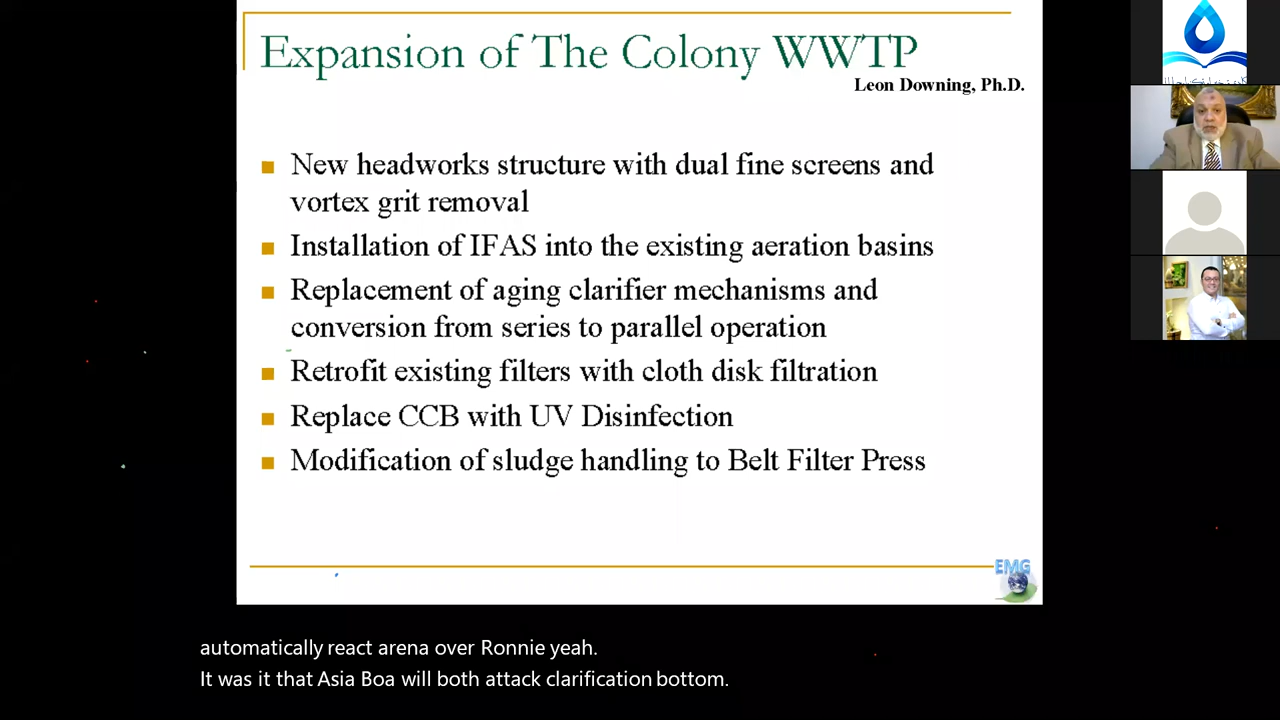 Expansion of The Colony WWTP
Leon Downing, Ph.D.
New headworks structure with dual fine screens and
vortex grit removal
Installation of IFAS into the existing aeration basins
Replacement of aging clarifier mechanisms and
conversion from series to parallel operation
Retrofit existing filters with cloth disk filtration
Replace CCB with UV Disinfection
Modification of sludge handling to Belt Filter Press
EMG
automatically react arena over Ronnie yeah.
It was it that Asia Boa will both attack clarification bottom.